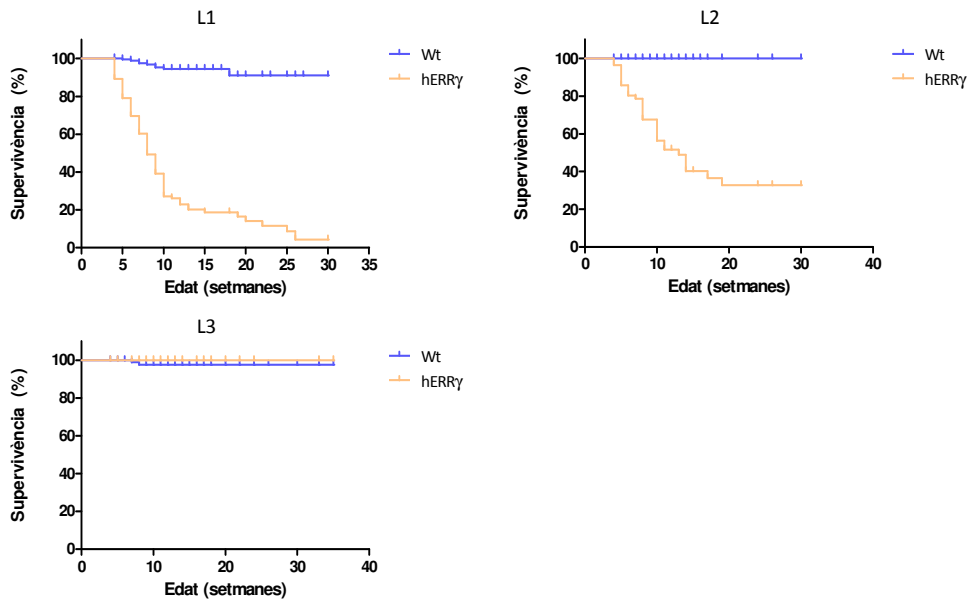 L1
Supervivència (%)
100
80
60
40
20
0
0 5 10 15 20 25 30 35
Edat (setmanes)
Wt
hERRγ
L2
Supervivència (%)
100
80
60
40
20
0
0 10 20 30 40
Edat (setmanes)
Wt
hERRγ
L3
Supervivència (%)
100
80
60
40
20
0
0 10 20 30 40
Edat (setmanes)
Wt
hERRγ